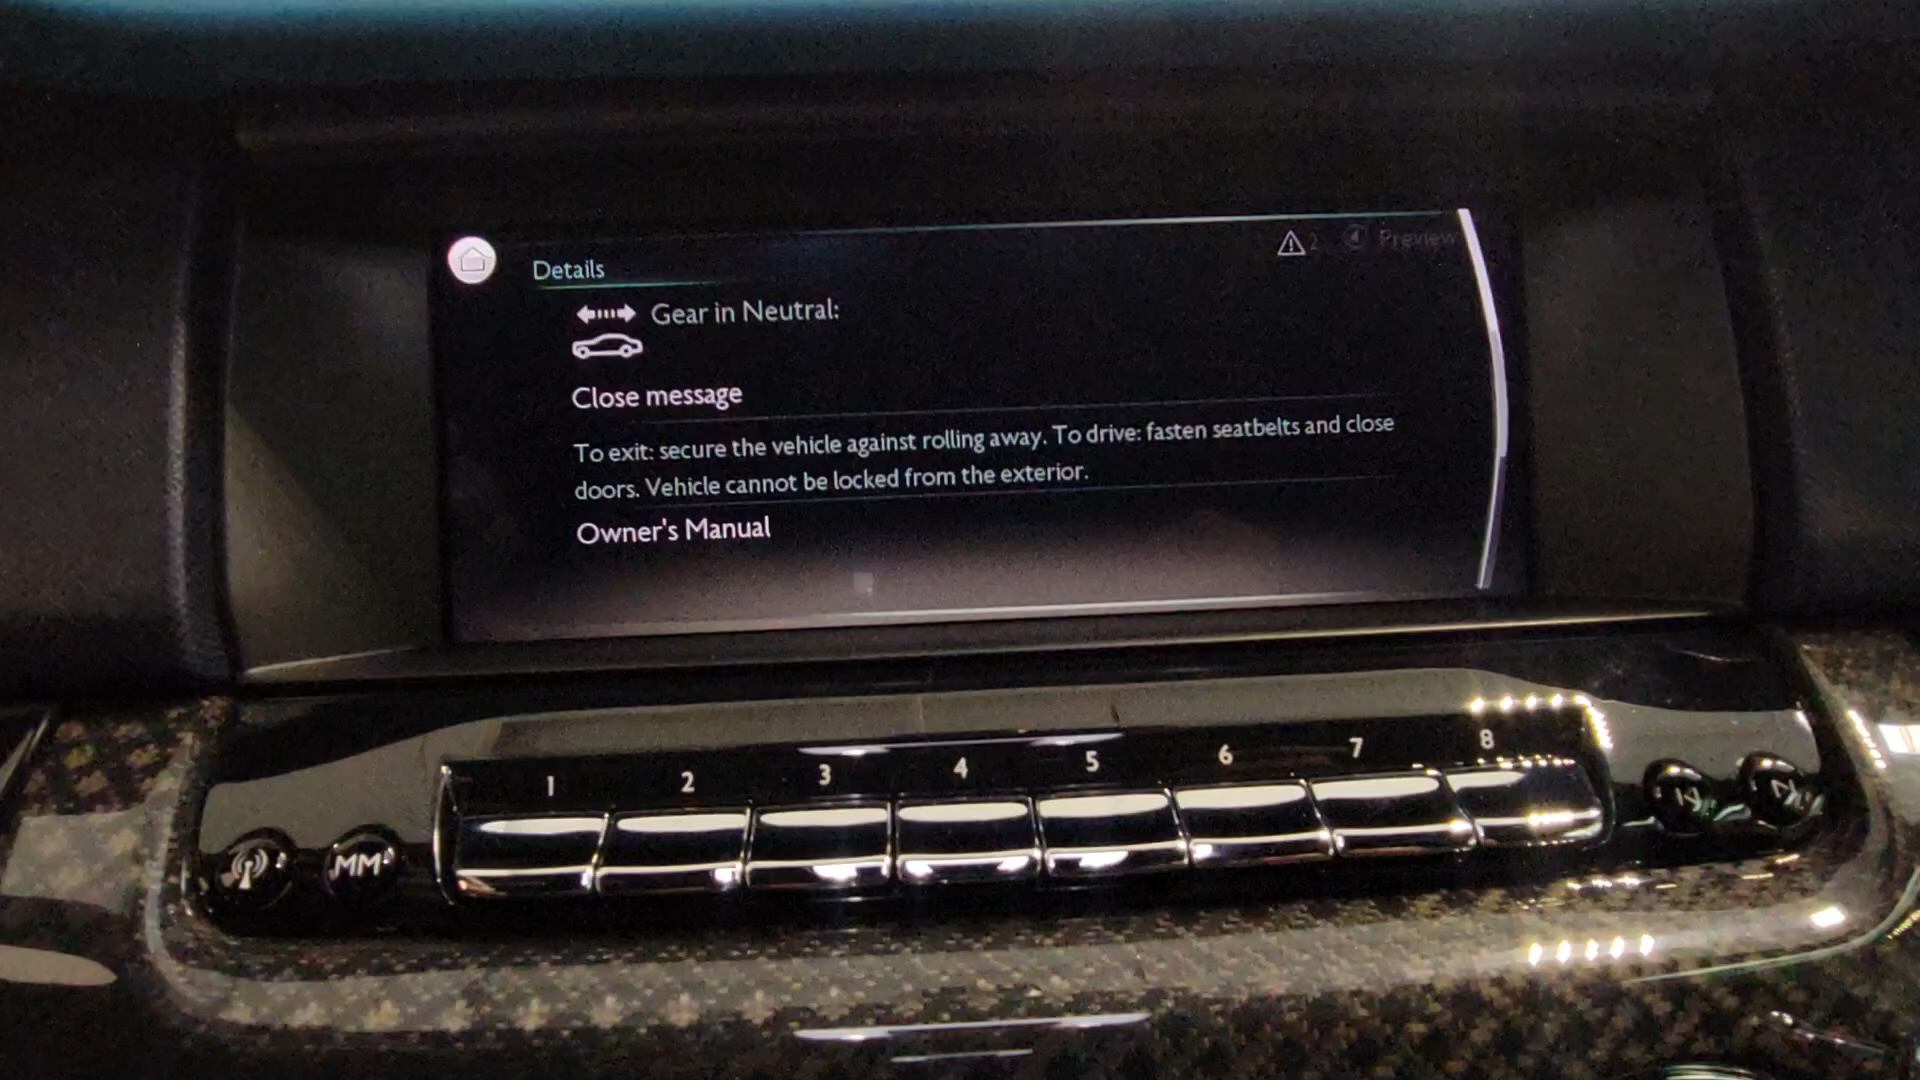 2 Preview
Details
Gear in Neutral:
Close message
To exit: secure the vehicle against rolling away. To drive: fasten seatbelts and close
doors. Vehicle cannot be locked from the exterior.
Owner's Manual
1 2 3 4 5 6 7 8
MM